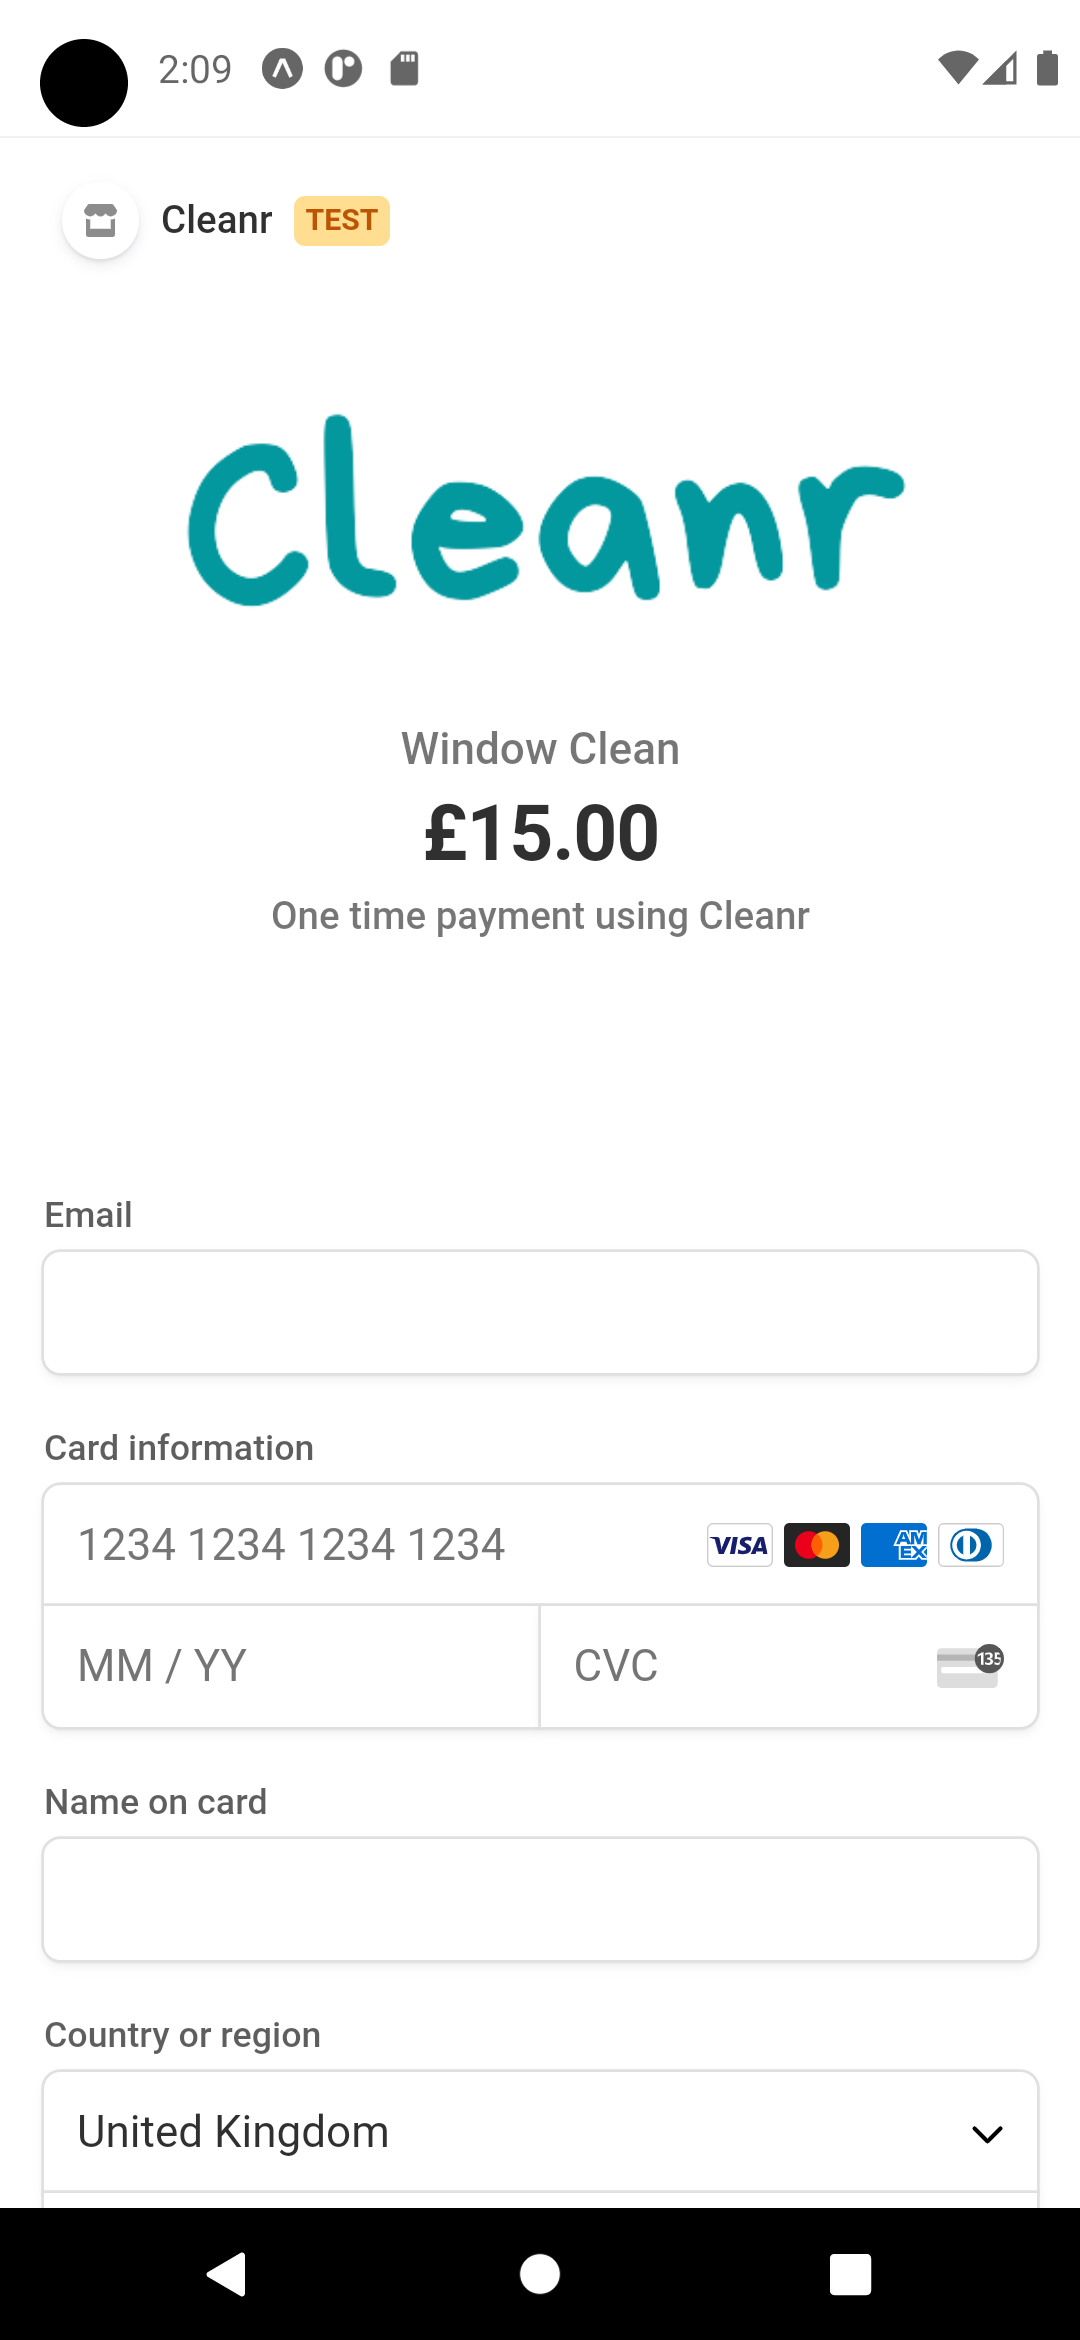 2:09
Cleanr TEST
Cleanr
Window Clean
£15.00
One time payment using Cleanr
Email
Card information
1234 1234 1234 1234 VISA AM EX
MM / YY CVC 135
Name on card
Country or region
United Kingdom